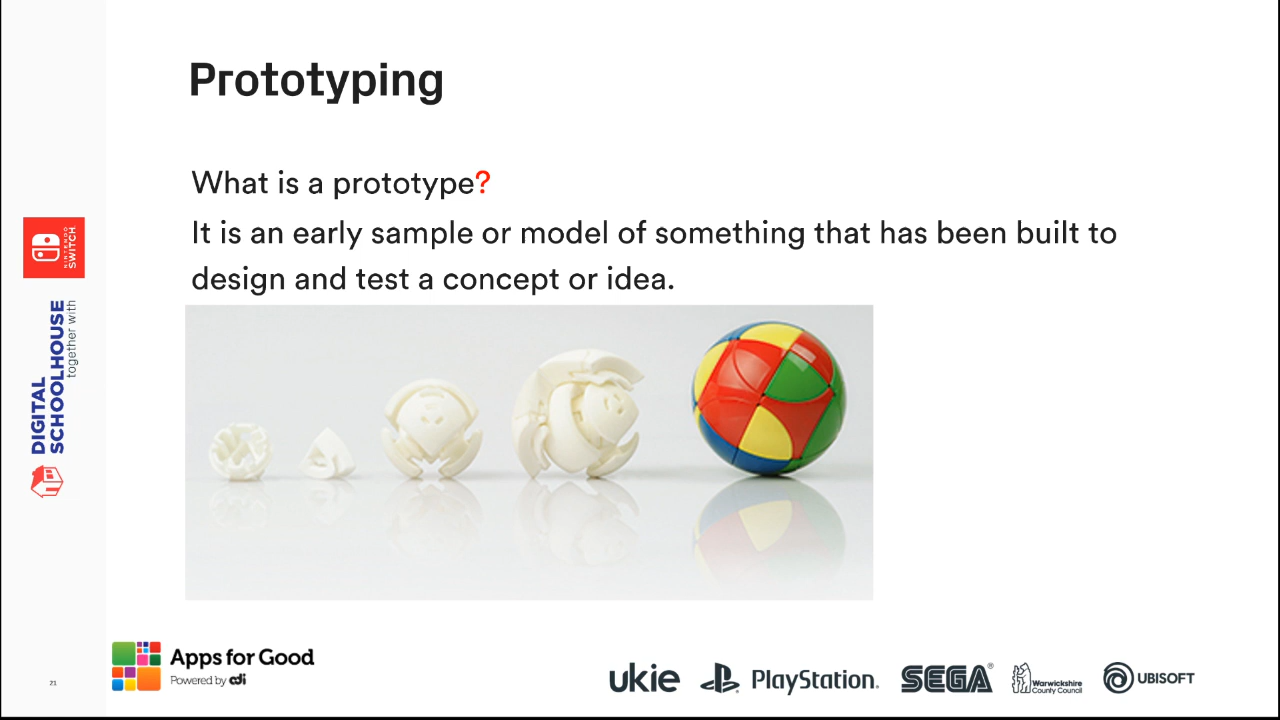 Prototyping
What is a prototype?
It is an early sample or model of something that has been built to
design and test a concept or idea.
NINTENDO
SWITCH
DIGITAL
SCHOOLHOUSE
together with
21
Apps for Good
Powered by cdi
ukie
PlayStation.
SEGA®
Warwickshire
County Council
UBISOFT